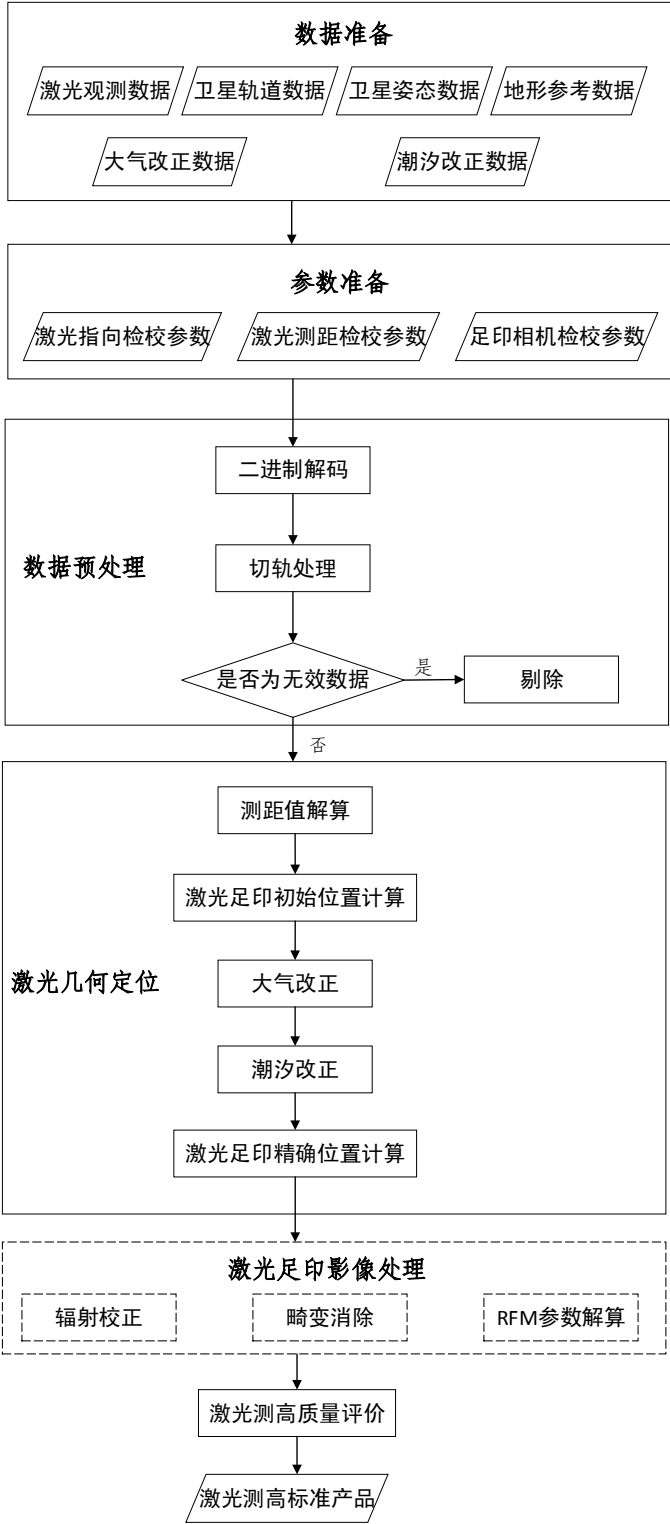 数据准备
激光观测数据
卫星轨道数据
卫星姿态数据
地形参考数据
大气改正数据
潮汐改正数据
参数准备
激光指向检校参数
激光测距检校参数
足印相机检校参数
二进制解码
数据预处理
切轨处理
是否为无效数据
是
剔除
否
测距值解算
激光足印初始位置计算
激光几何定位
大气改正
潮汐改正
激光足印精确位置计算
激光足印影像处理
辐射校正
畸变消除
RFM参数解算
激光测高质量评价
激光测高标准产品